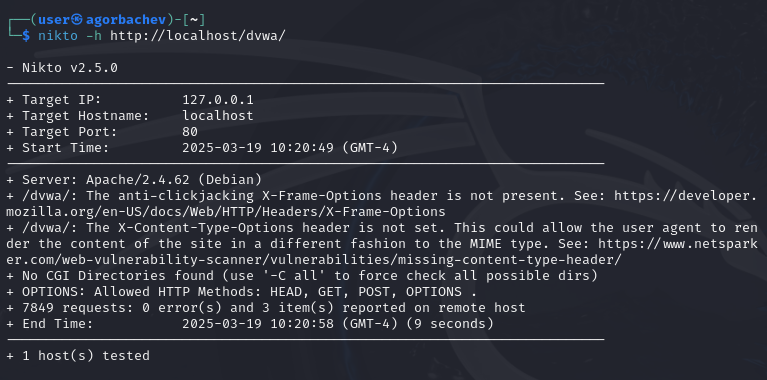 ┌──(user㉿agorbachev)-[~]
└─$ nikto -h http://localhost/dvwa/
- Nikto v2.5.0
---------------------------------------------------------------------------
+ Target IP:          127.0.0.1
+ Target Hostname:    localhost
+ Target Port:        80
+ Start Time:         2025-03-19 10:20:49 (GMT-4)
---------------------------------------------------------------------------
+ Server: Apache/2.4.62 (Debian)
+ /dvwa/: The anti-clickjacking X-Frame-Options header is not present. See: https://developer.
mozilla.org/en-US/docs/Web/HTTP/Headers/X-Frame-Options
+ /dvwa/: The X-Content-Type-Options header is not set. This could allow the user agent to ren
der the content of the site in a different fashion to the MIME type. See: https://www.netspark
er.com/web-vulnerability-scanner/vulnerabilities/missing-content-type-header/
+ No CGI Directories found (use '-C all' to force check all possible dirs)
+ OPTIONS: Allowed HTTP Methods: HEAD, GET, POST, OPTIONS .
+ 7849 requests: 0 error(s) and 3 item(s) reported on remote host
+ End Time:           2025-03-19 10:20:58 (GMT-4) (9 seconds)
---------------------------------------------------------------------------
+ 1 host(s) tested